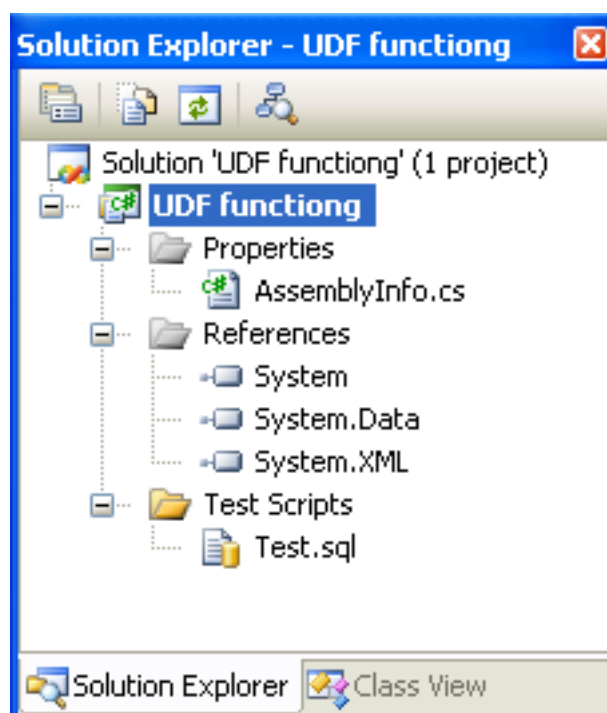 Solution Explorer - UDF functiong
Solution 'UDF functiong' (1 project)
C# UDF functiong
Properties
C# AssemblyInfo.cs
References
System
System.Data
System.XML
Test Scripts
Test.sql
Solution Explorer Class View